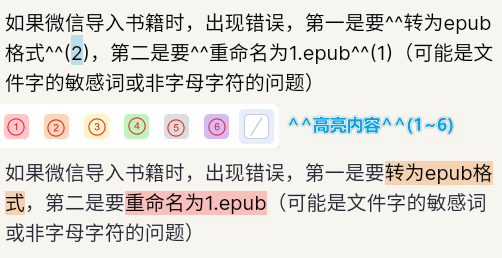 如果微信导入书籍时，出现错误，第一是要^^转为epub
格式^^(2)，第二是要^^重命名为1.epub^^(1)（可能是文
件字的敏感词或非字母字符的问题）
① ② ③ ④ ⑤ ⑥ ^^高亮内容^^(1~6)
如果微信导入书籍时，出现错误，第一是要转为epub格
式，第二是要重命名为1.epub（可能是文件字的敏感词
或非字母字符的问题）